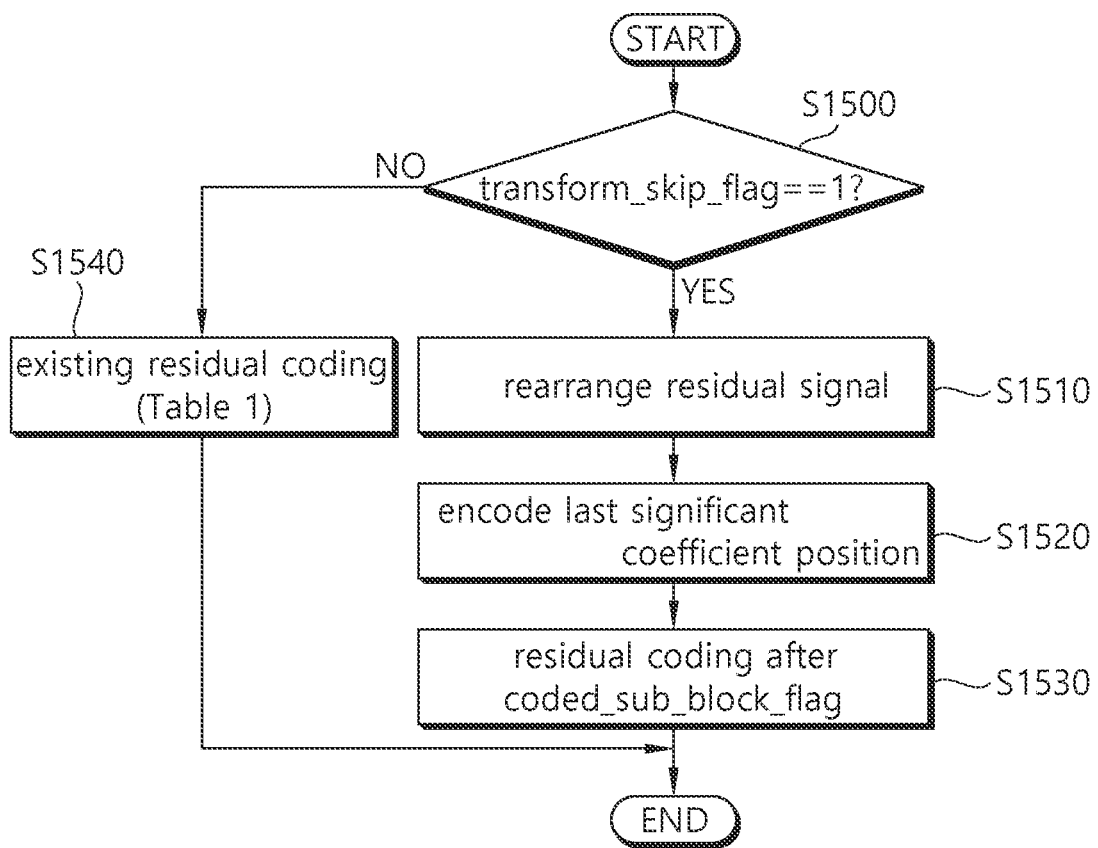 START
S1500
NO
transform_skip_flag==1?
S1540
YES
existing residual coding
(Table 1)
rearrange residual signal
S1510
encode last significant
coefficient position
S1520
residual coding after
coded_sub_block_flag
S1530
END